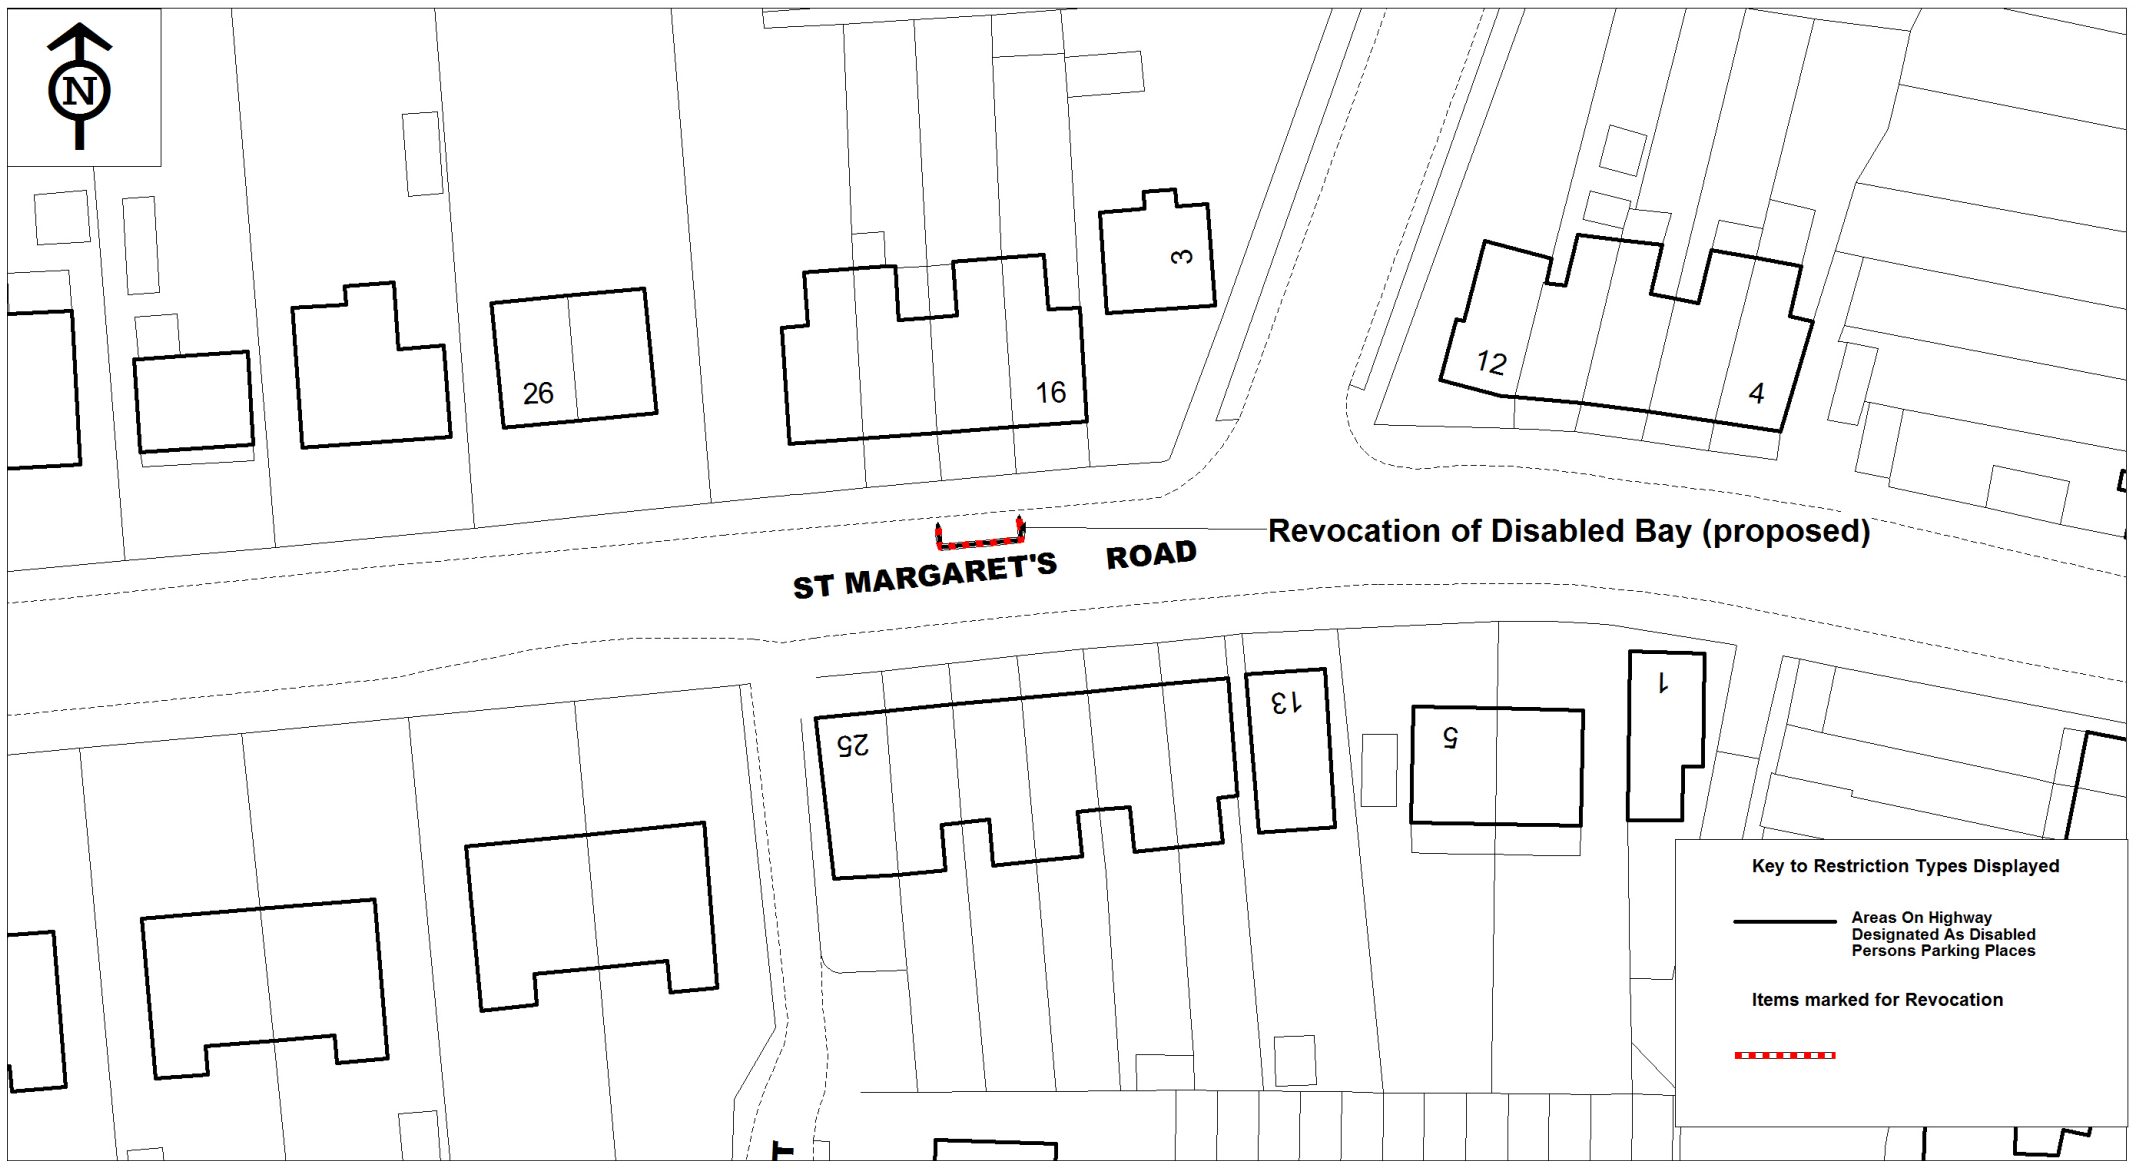 N
3
12
4
26
16
Revocation of Disabled Bay (proposed)
ST MARGARET'S ROAD
1
13
5
25
Key to Restriction Types Displayed
Areas On Highway
Designated As Disabled
Persons Parking Places
Items marked for Revocation
T